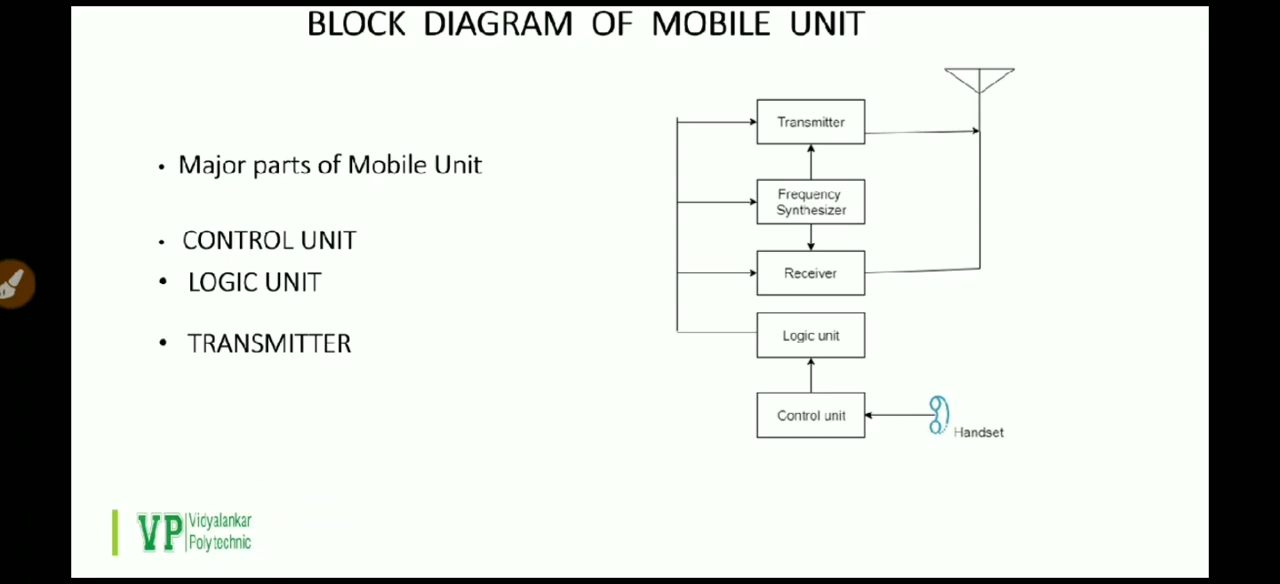 BLOCK DIAGRAM OF MOBILE UNIT
• Major parts of Mobile Unit
• CONTROL UNIT
• LOGIC UNIT
• TRANSMITTER
Transmitter
Frequency
Synthesizer
Receiver
Logic unit
Control unit
Handset
VP
Vidyalankar
Polytechnic